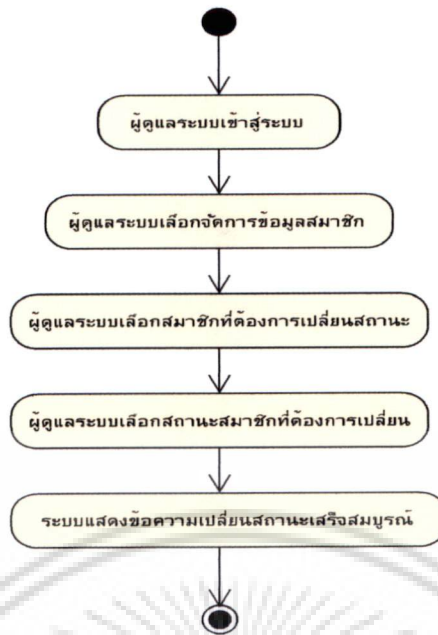 ผู้ดูแลระบบเข้าสู่ระบบ
ผู้ดูแลระบบเลือกจัดการข้อมูลสมาชิก
ผู้ดูแลระบบเลือกสมาชิกที่ต้องการเปลี่ยนสถานะ
ผู้ดูแลระบบเลือกสถานะสมาชิกที่ต้องการเปลี่ยน
ระบบแสดงข้อความเปลี่ยนสถานะเสร็จสมบูรณ์